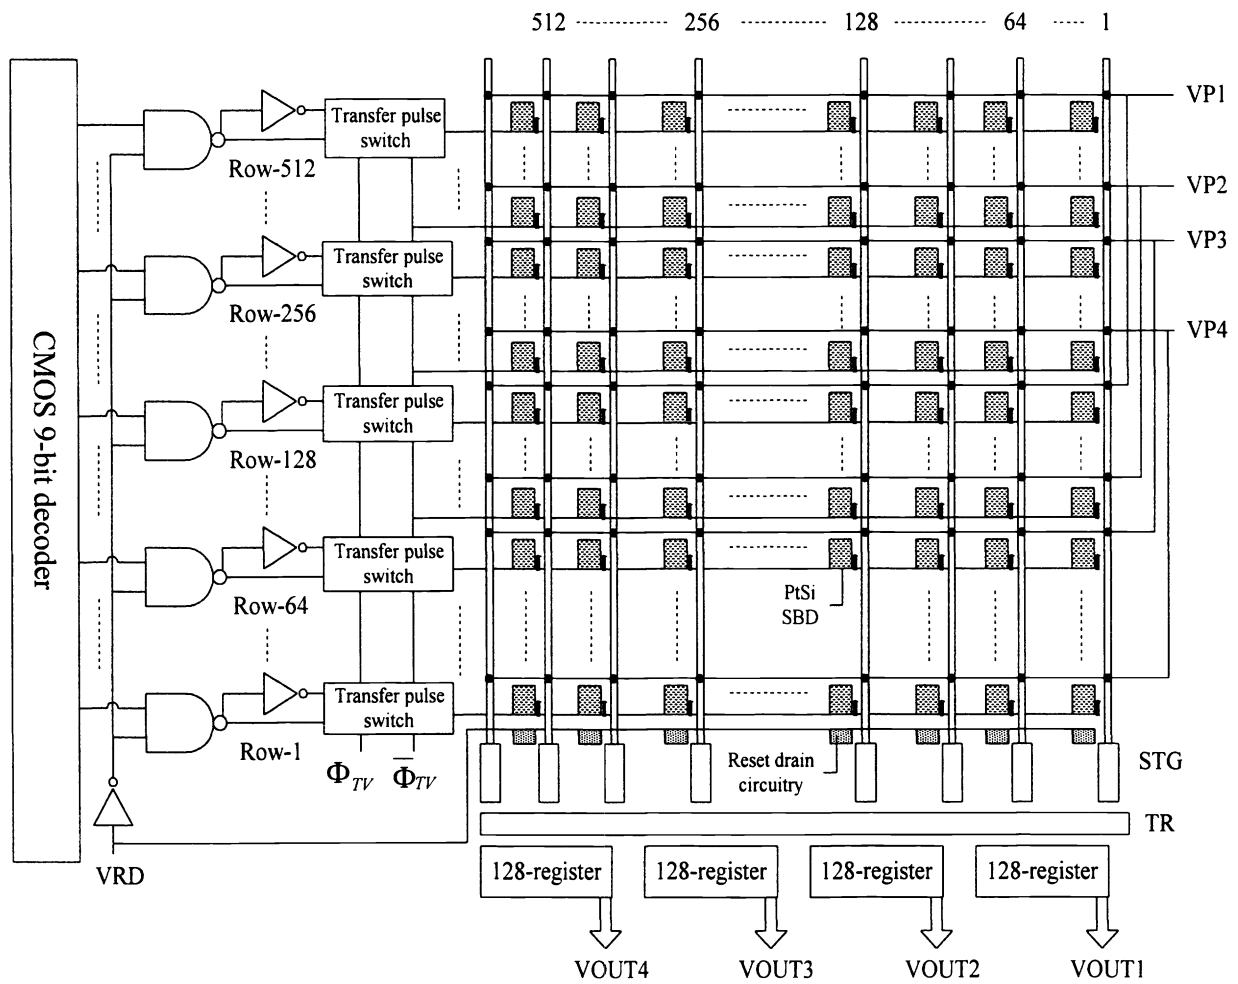 512 256 128 64 1
VP1
Transfer pulse
switch
Row-512
VP2
VP3
Transfer pulse
switch
Row-256
VP4
CMOS 9-bit decoder
Transfer pulse
switch
Row-128
Transfer pulse
switch
Row-64
PtSi
SBD
Transfer pulse
switch
Row-1
Φ_TV Φ̅_TV
Reset drain
circuitry
STG
TR
VRD
128-register 128-register 128-register 128-register
VOUT4 VOUT3 VOUT2 VOUT1